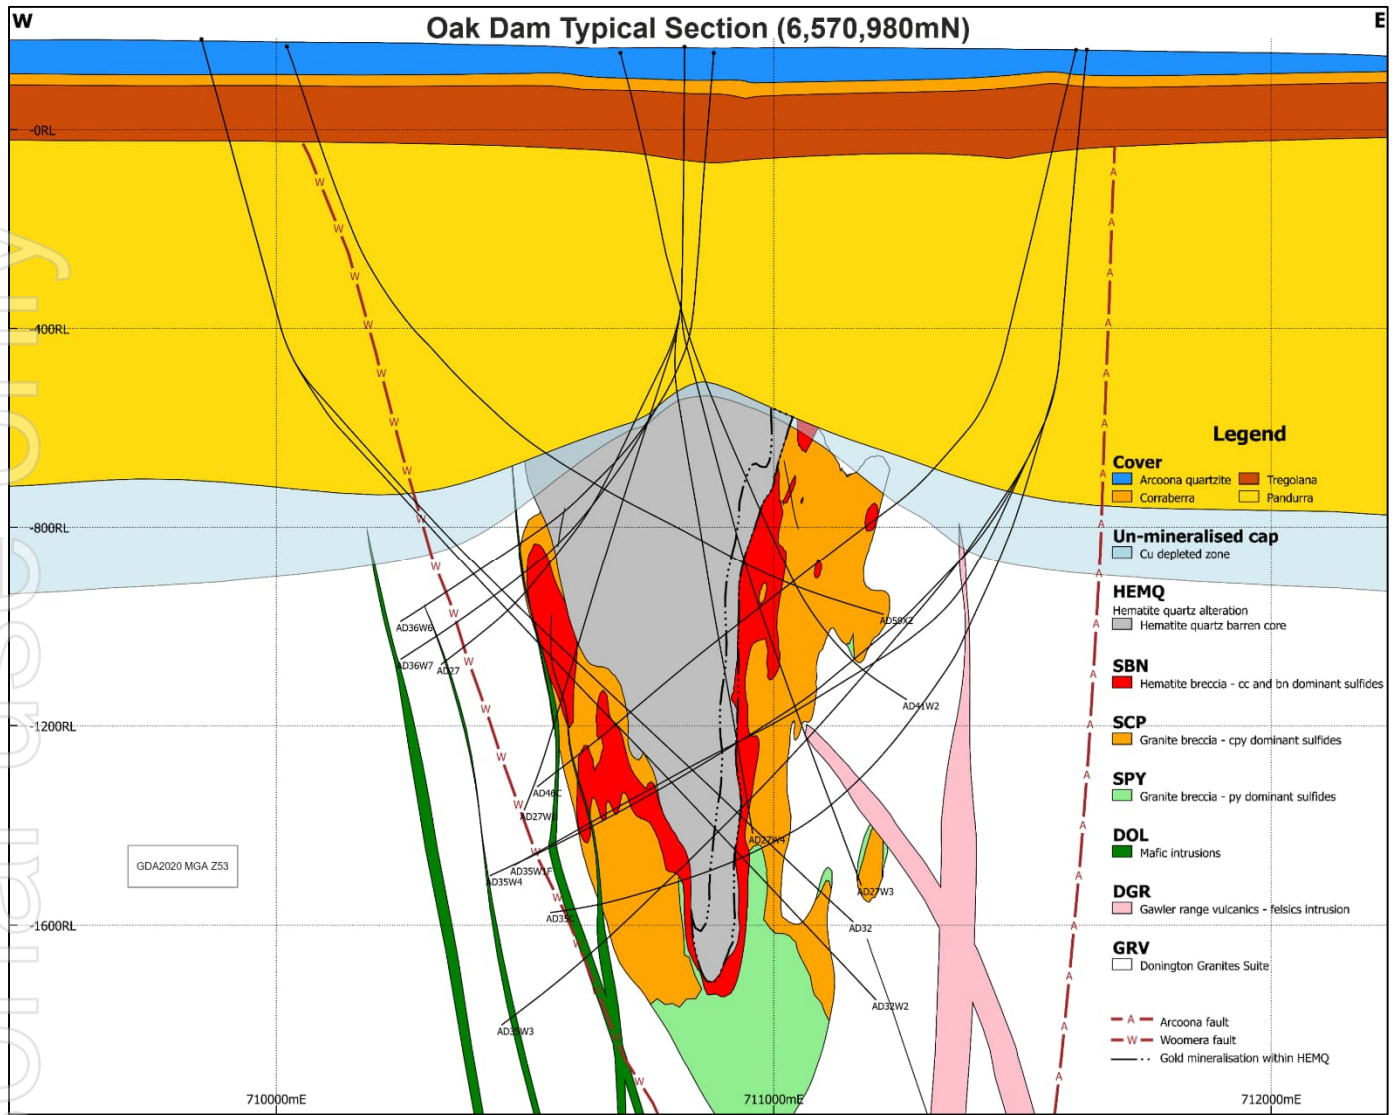 W
Oak Dam Typical Section (6,570,980mN)
E
-0RL
-400RL
-800RL
-1200RL
-1600RL
AD36W6
AD36W7
AD27
AD59X2
AD41W2
AD46C
AD27W4
AD35W1F
AD35W4
AD27W3
AD35C
AD32
AD32W2
AD35W3
GDA2020 MGA Z53
Legend
Cover
Arcoona quartzite
Tregolana
Corraberra
Pandurra
Un-mineralised cap
Cu depleted zone
HEMQ
Hematite quartz alteration
Hematite quartz barren core
SBN
Hematite breccia - cc and bn dominant sulfides
SCP
Granite breccia - cpy dominant sulfides
SPY
Granite breccia - py dominant sulfides
DOL
Mafic intrusions
DGR
Gawler range vulcanics - felsics intrusion
GRV
Donington Granites Suite
A Arcoona fault
W Woomera fault
Gold mineralisation within HEMQ
710000mE
711000mE
712000mE